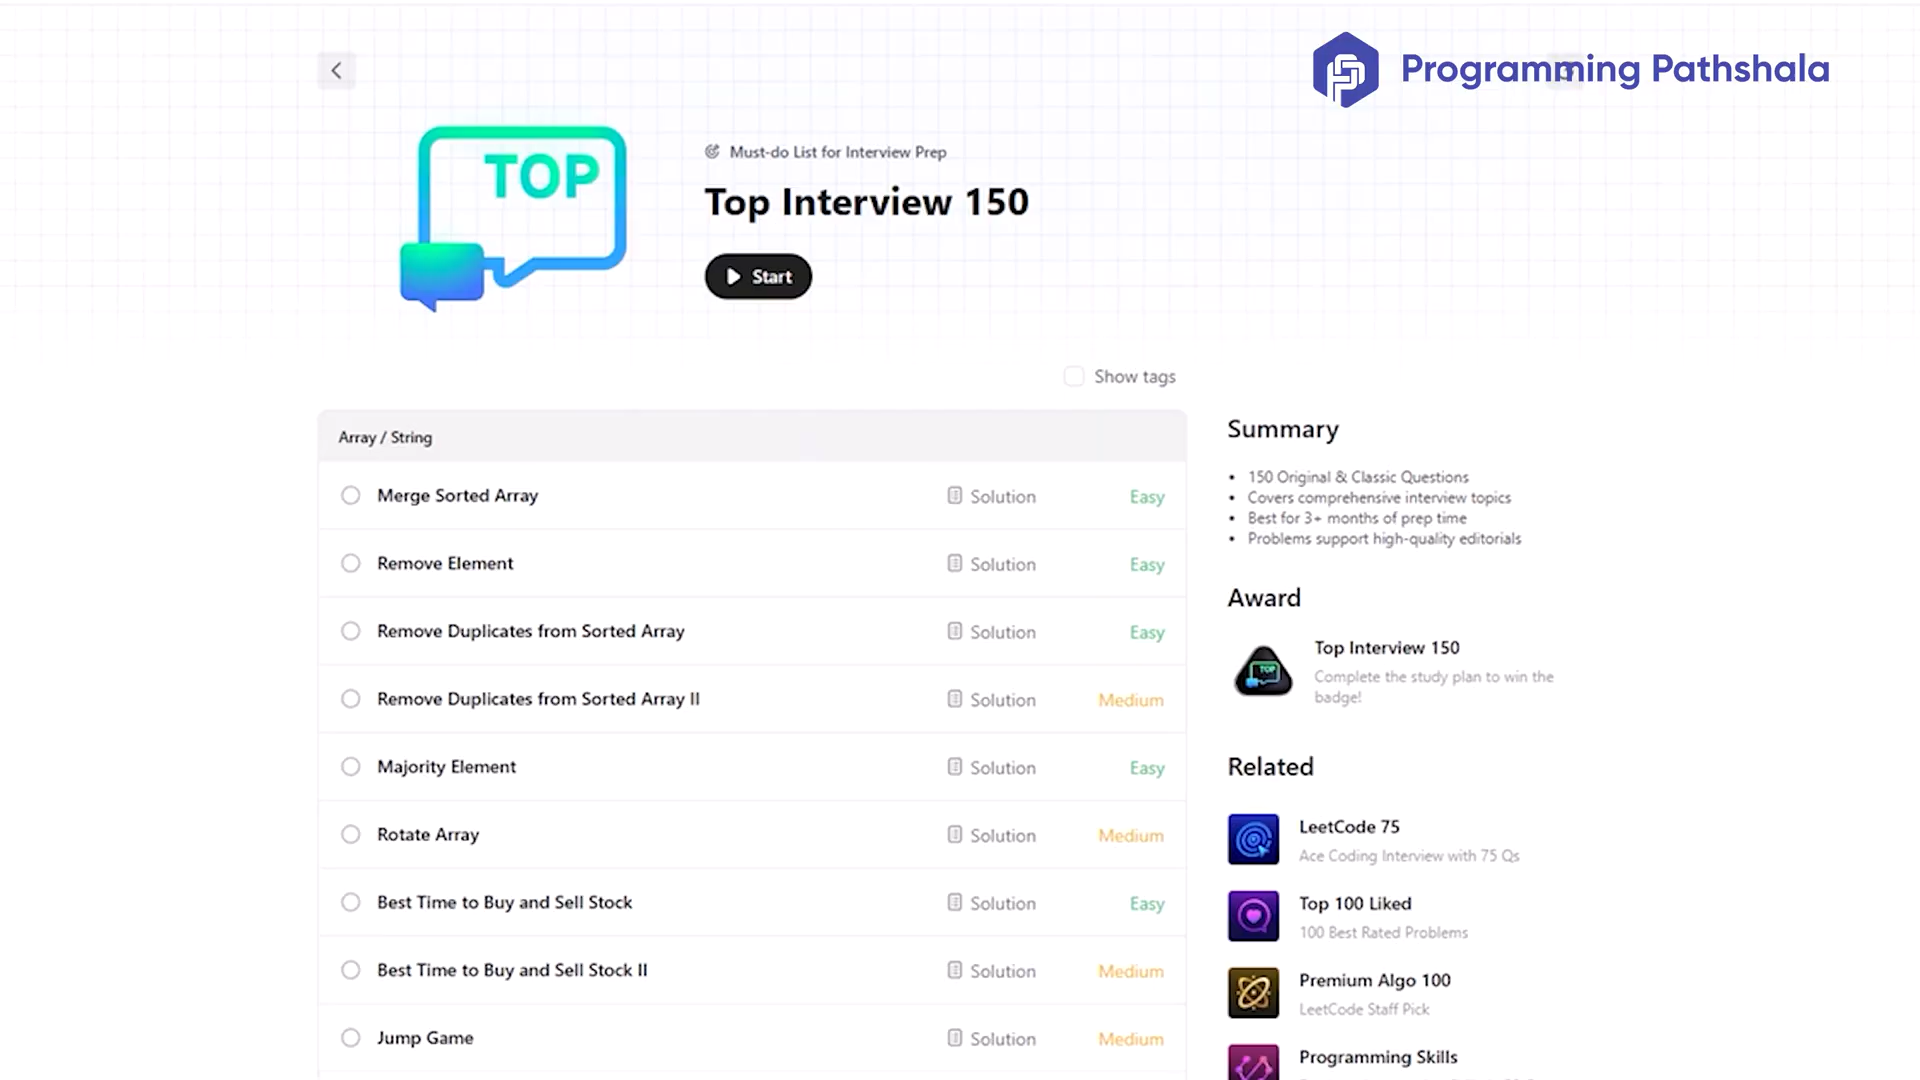 Programming Pathshala
TOP
Must-do List for Interview Prep
Top Interview 150
Start
Show tags
Array / String
Merge Sorted Array Solution Easy
Remove Element Solution Easy
Remove Duplicates from Sorted Array Solution Easy
Remove Duplicates from Sorted Array II Solution Medium
Majority Element Solution Easy
Rotate Array Solution Medium
Best Time to Buy and Sell Stock Solution Easy
Best Time to Buy and Sell Stock II Solution Medium
Jump Game Solution Medium
Summary
• 150 Original & Classic Questions
• Covers comprehensive interview topics
• Best for 3+ months of prep time
• Problems support high-quality editorials
Award
TOP
Top Interview 150
Complete the study plan to win the
badge!
Related
LeetCode 75
Ace Coding Interview with 75 Qs
Top 100 Liked
100 Best Rated Problems
Premium Algo 100
LeetCode Staff Pick
Programming Skills